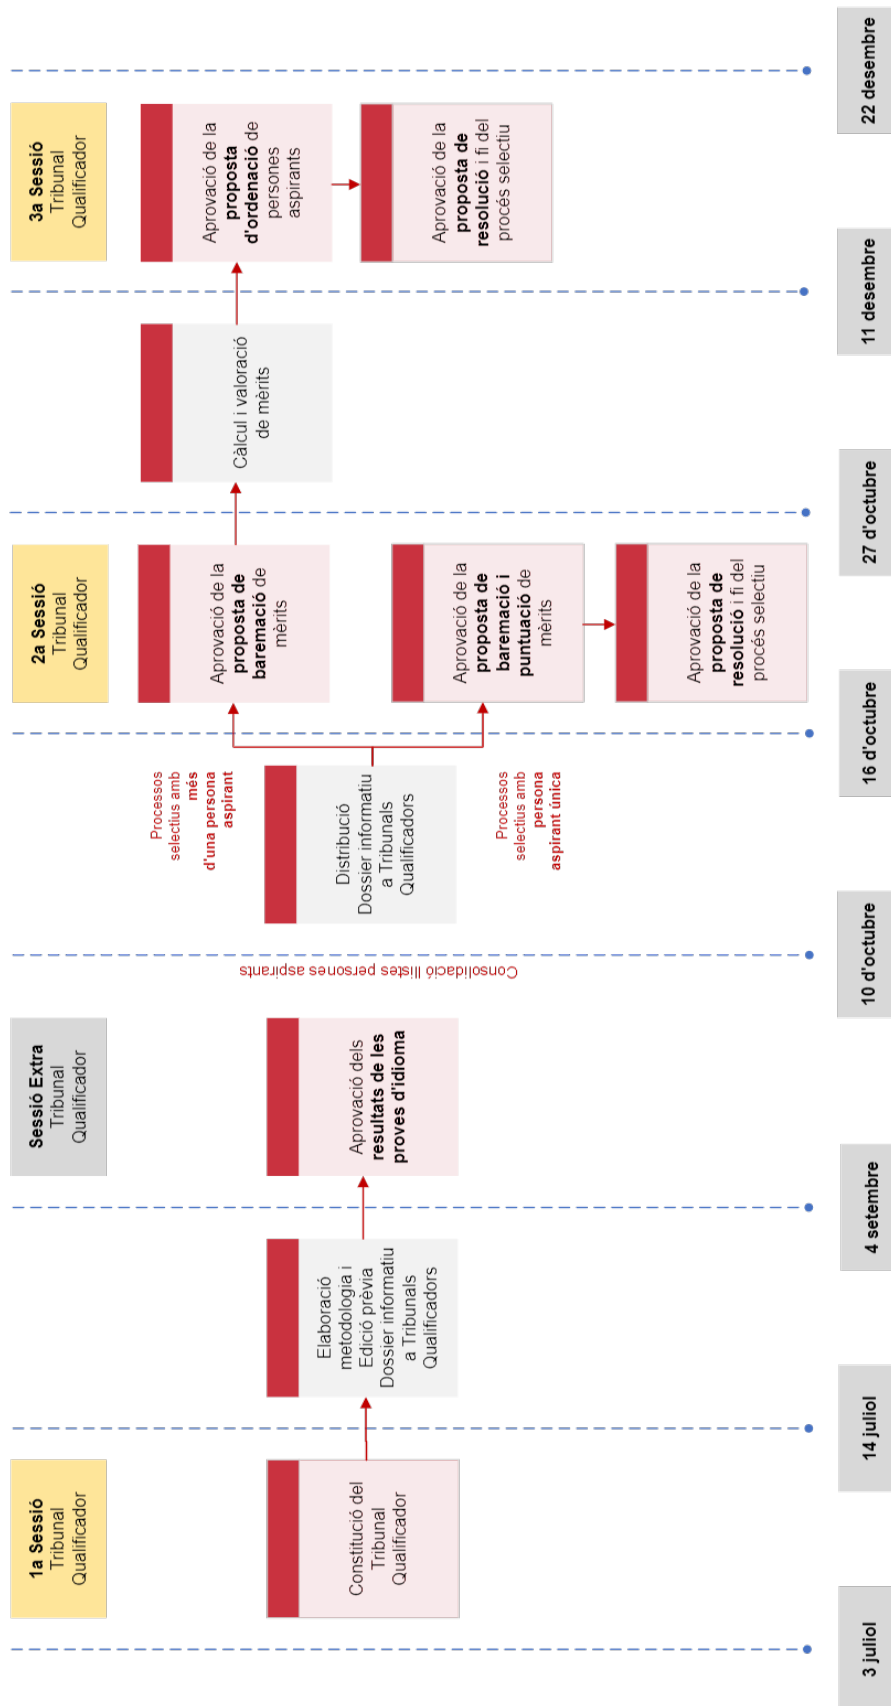 1a Sessió
Tribunal
Qualificador
Sessió Extra
Tribunal
Qualificador
2a Sessió
Tribunal
Qualificador
3a Sessió
Tribunal
Qualificador
Constitució del
Tribunal
Qualificador
Elaboració
metodologia i
Edició prèvia
Dossier informatiu
a Tribunals
Qualificadors
Aprovació dels
resultats de les
proves d'idioma
Consolidació llistes persones aspirants
Distribució
Dossier informatiu
a Tribunals
Qualificadors
Processos
selectius amb
més
d'una persona
aspirant
Processos
selectius amb
persona
aspirant única
Aprovació de la
proposta de
baremació de
mèrits
Aprovació de la
proposta de
baremació i
puntuació de
mèrits
Aprovació de la
proposta de
resolució i fi del
procés selectiu
Càlcul i valoració
de mèrits
Aprovació de la
proposta
d'ordenació de
persones
aspirants
Aprovació de la
proposta de
resolució i fi del
procés selectiu
3 juliol
14 juliol
4 setembre
10 d'octubre
16 d'octubre
27 d'octubre
11 desembre
22 desembre